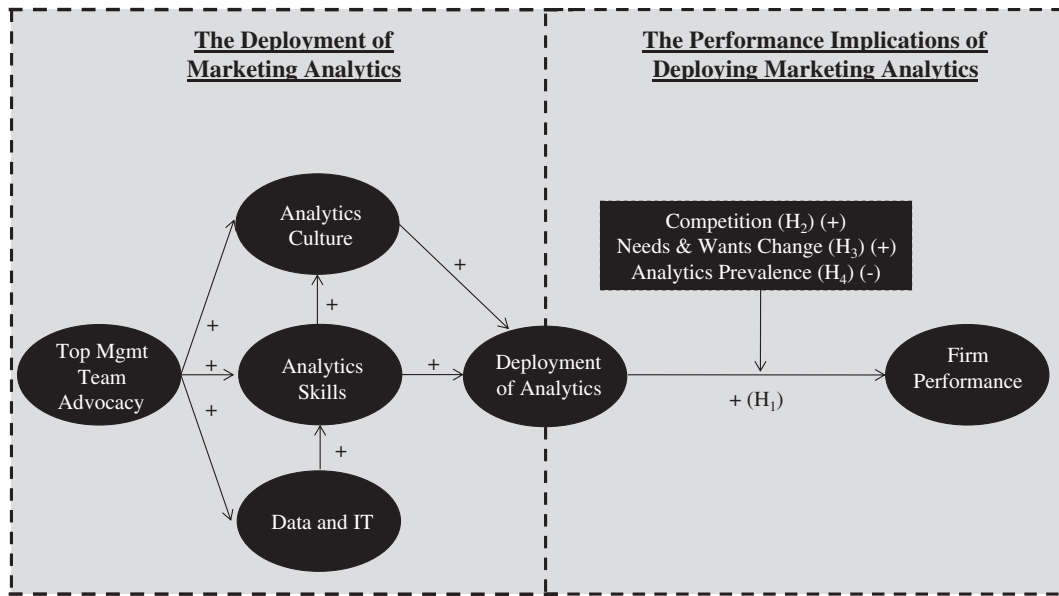 The Deployment of
Marketing Analytics
The Performance Implications of
Deploying Marketing Analytics
Analytics
Culture
Competition (H₂) (+)
Needs & Wants Change (H₃) (+)
Analytics Prevalence (H₄) (-)
+
+
+
Top Mgmt
Team
Advocacy
+
+
Analytics
Skills
+
Deployment
of Analytics
+ (H₁)
Firm
Performance
+
Data and IT